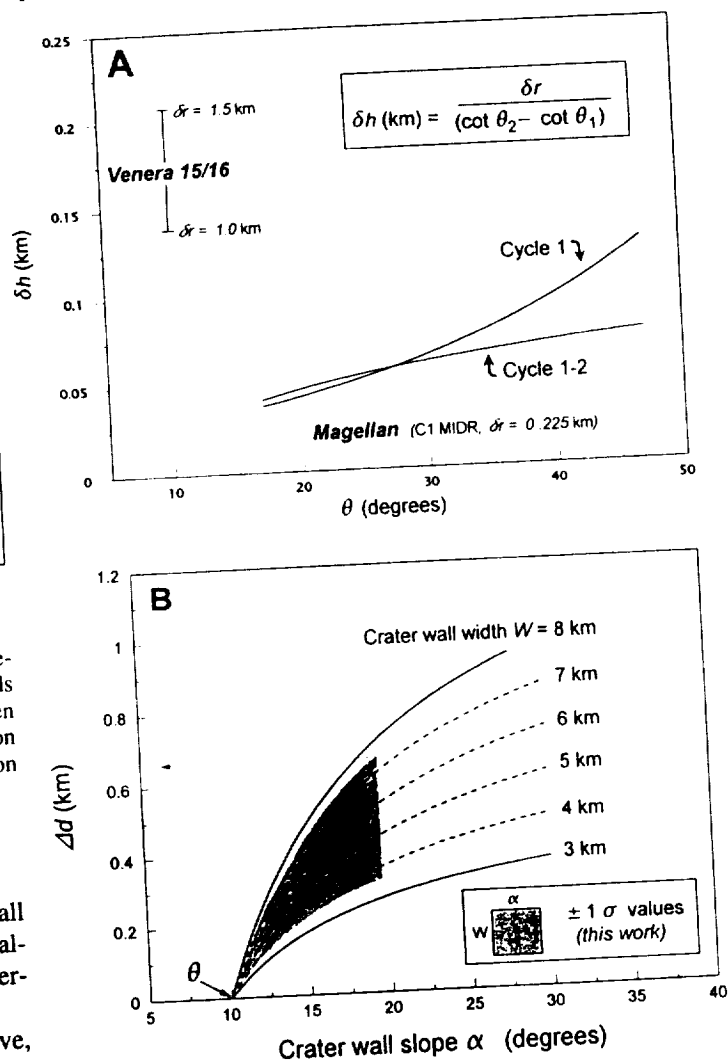 A
0.25
0.2
0.15
0.1
0.05
0
δh (km)
δr = 1.5 km
Venera 15/16
δr = 1.0 km
δh (km) = δr / (cot θ₂ – cot θ₁)
Cycle 1
Cycle 1-2
Magellan (C1 MIDR, δr = 0.225 km)
10 20 30 40 50
θ (degrees)
B
1.2
1
0.8
0.6
0.4
0.2
0
Δd (km)
Crater wall width W = 8 km
7 km
6 km
5 km
4 km
3 km
α
W
± 1 σ values
(this work)
θ
5 10 15 20 25 30 35 40
Crater wall slope α (degrees)
e-
ls
en
on
on
all
al-
er-
ve,